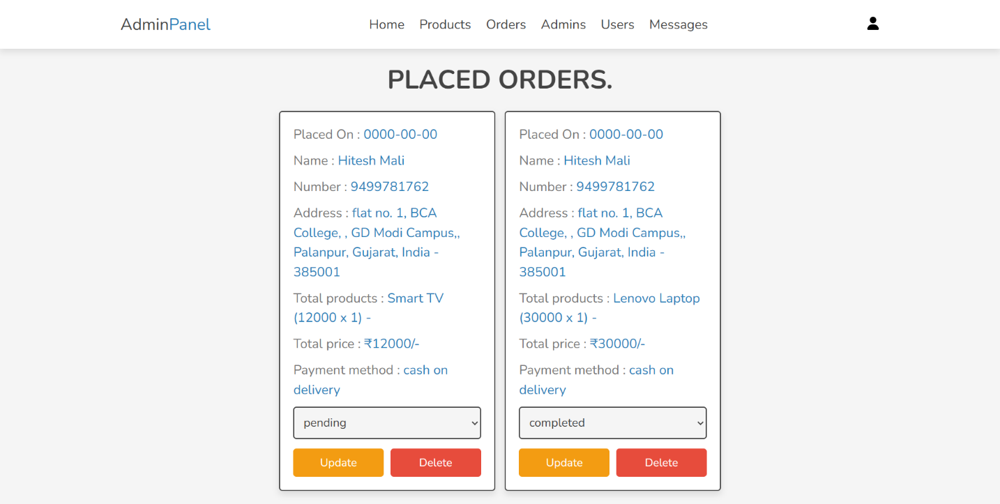 AdminPanel
Home Products Orders Admins Users Messages
PLACED ORDERS.
Placed On : 0000-00-00
Name : Hitesh Mali
Number : 9499781762
Address : flat no. 1, BCA
College, , GD Modi Campus,,
Palanpur, Gujarat, India -
385001
Total products : Smart TV
(12000 x 1) -
Total price : ₹12000/-
Payment method : cash on
delivery
pending
Update Delete
Placed On : 0000-00-00
Name : Hitesh Mali
Number : 9499781762
Address : flat no. 1, BCA
College, , GD Modi Campus,,
Palanpur, Gujarat, India -
385001
Total products : Lenovo Laptop
(30000 x 1) -
Total price : ₹30000/-
Payment method : cash on
delivery
completed
Update Delete